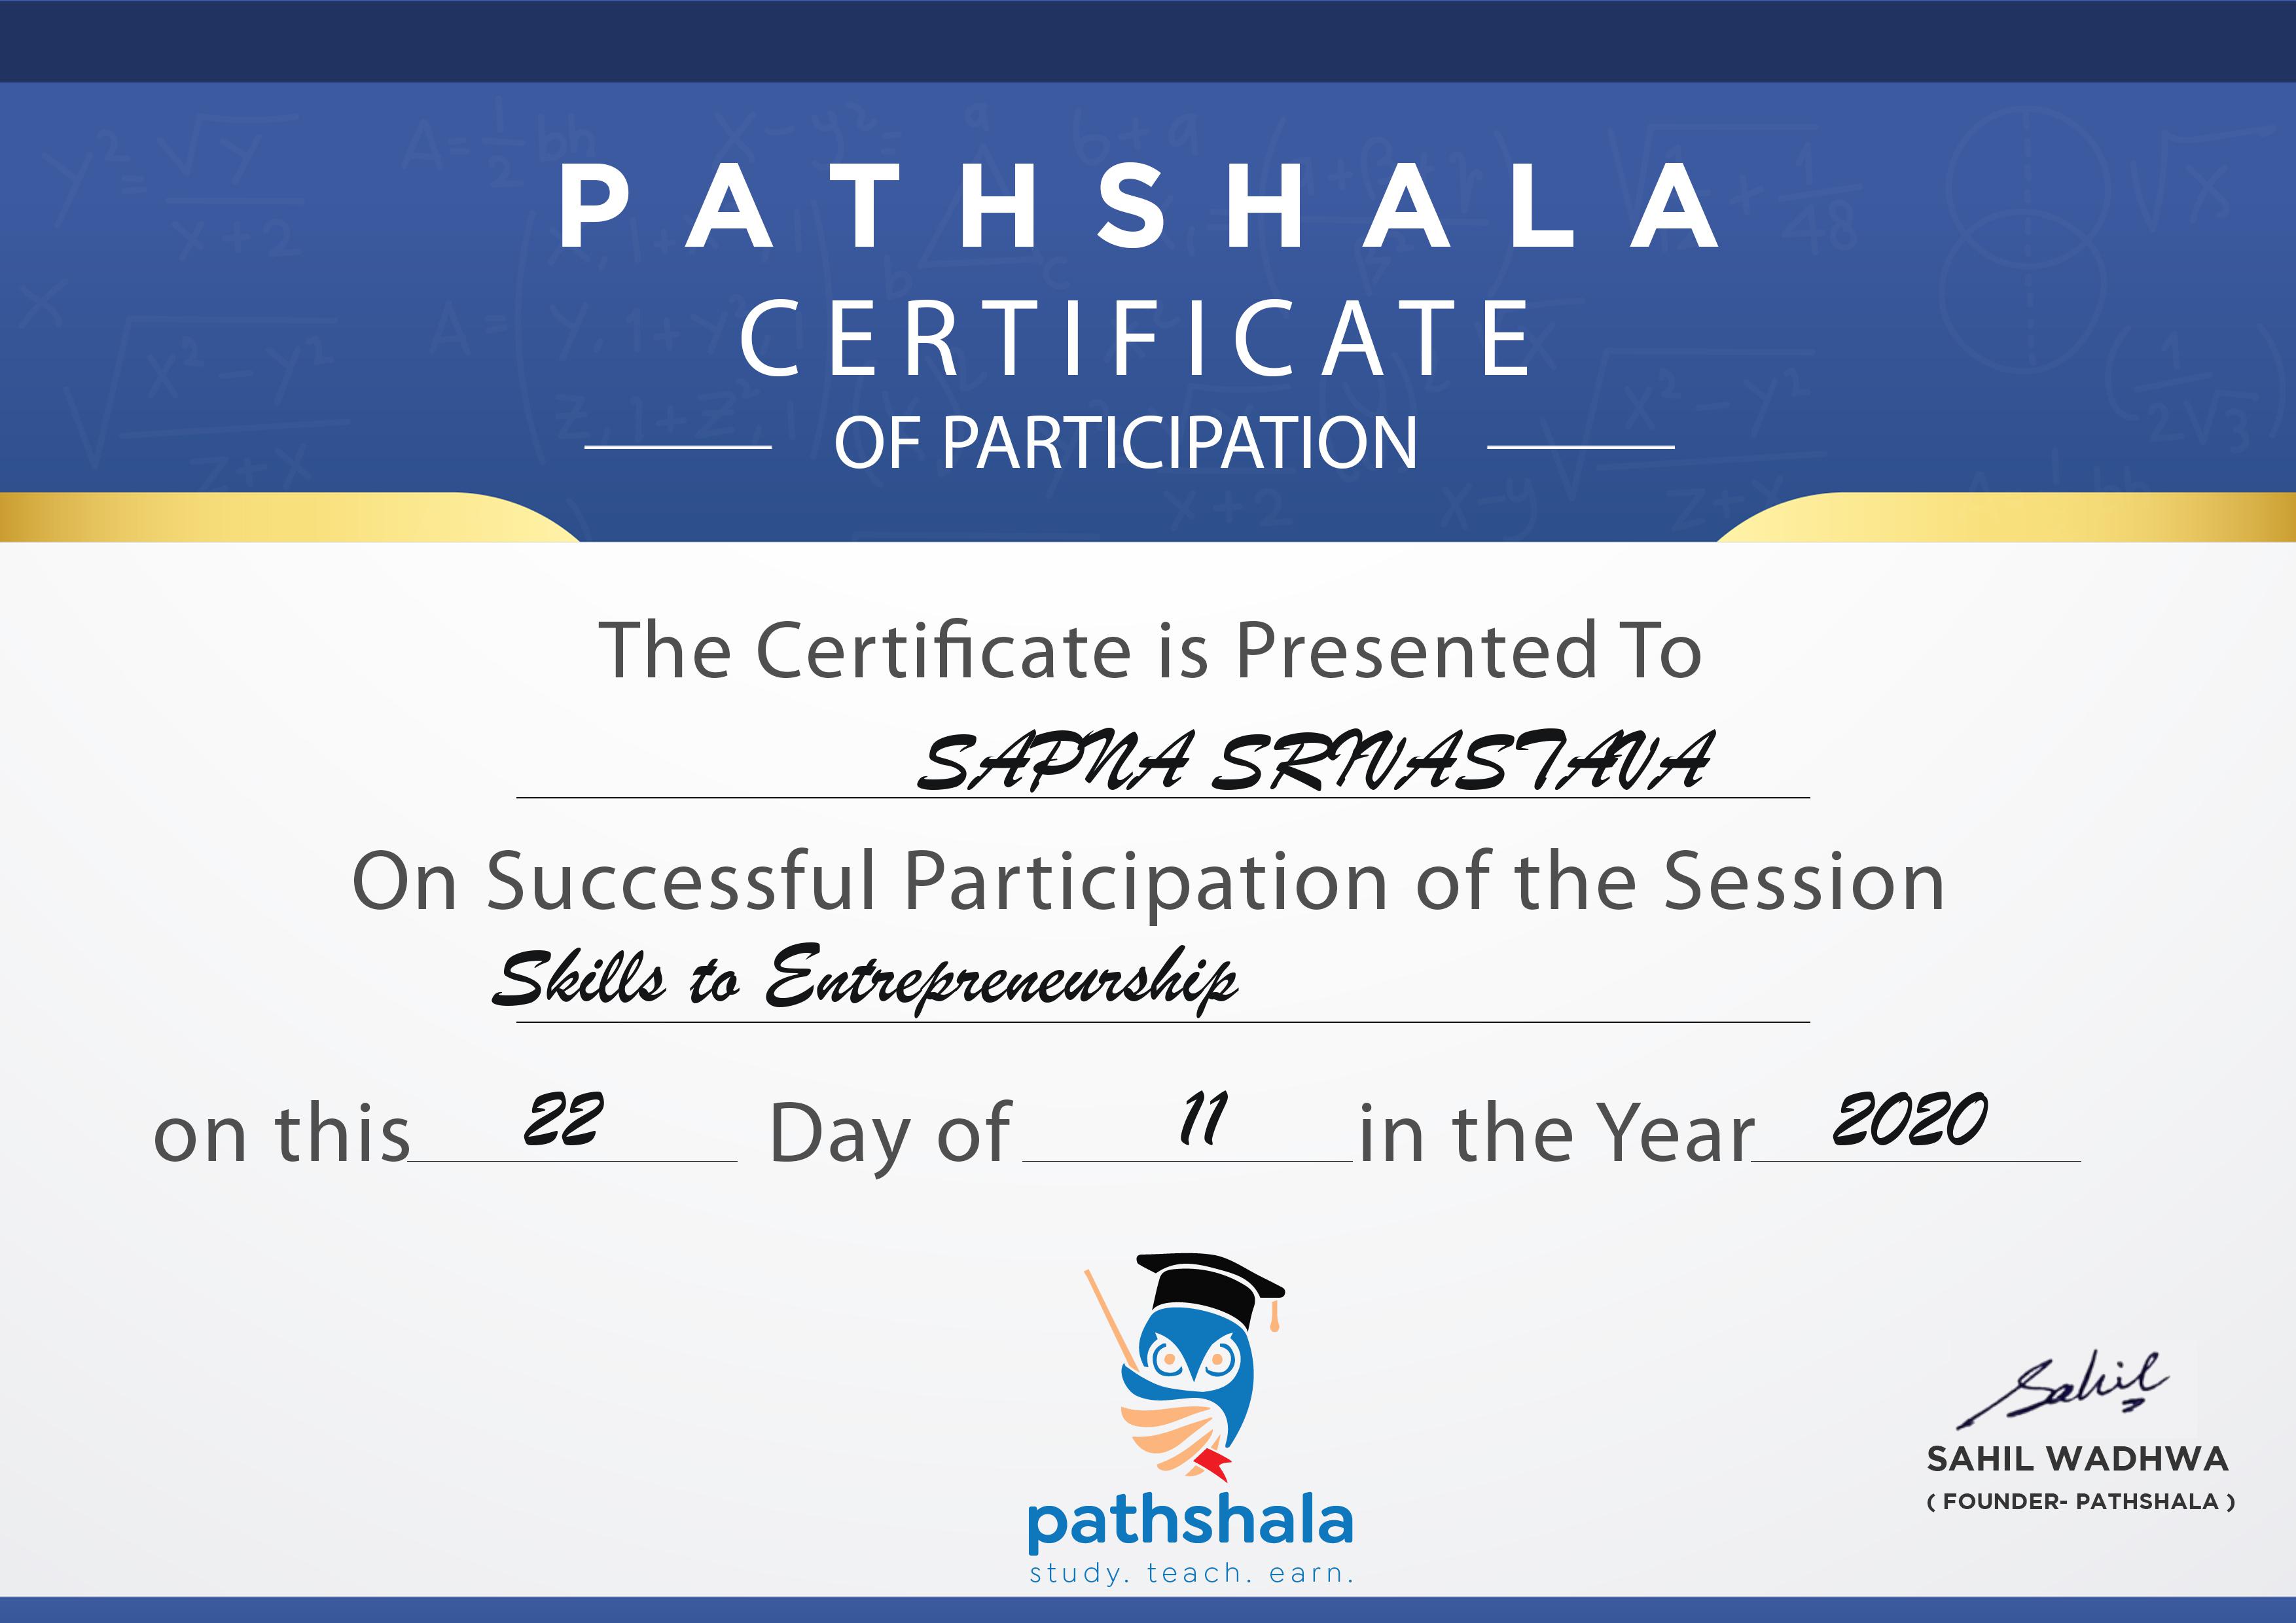 PATHSHALA
CERTIFICATE
OF PARTICIPATION
The Certificate is Presented To
SAPNA SRIVASTAVA
On Successful Participation of the Session
Skills to Entrepreneurship
on this 22 Day of 11 in the Year 2020
Sahil
SAHIL WADHWA
( FOUNDER- PATHSHALA )
pathshala
study. teach. earn.